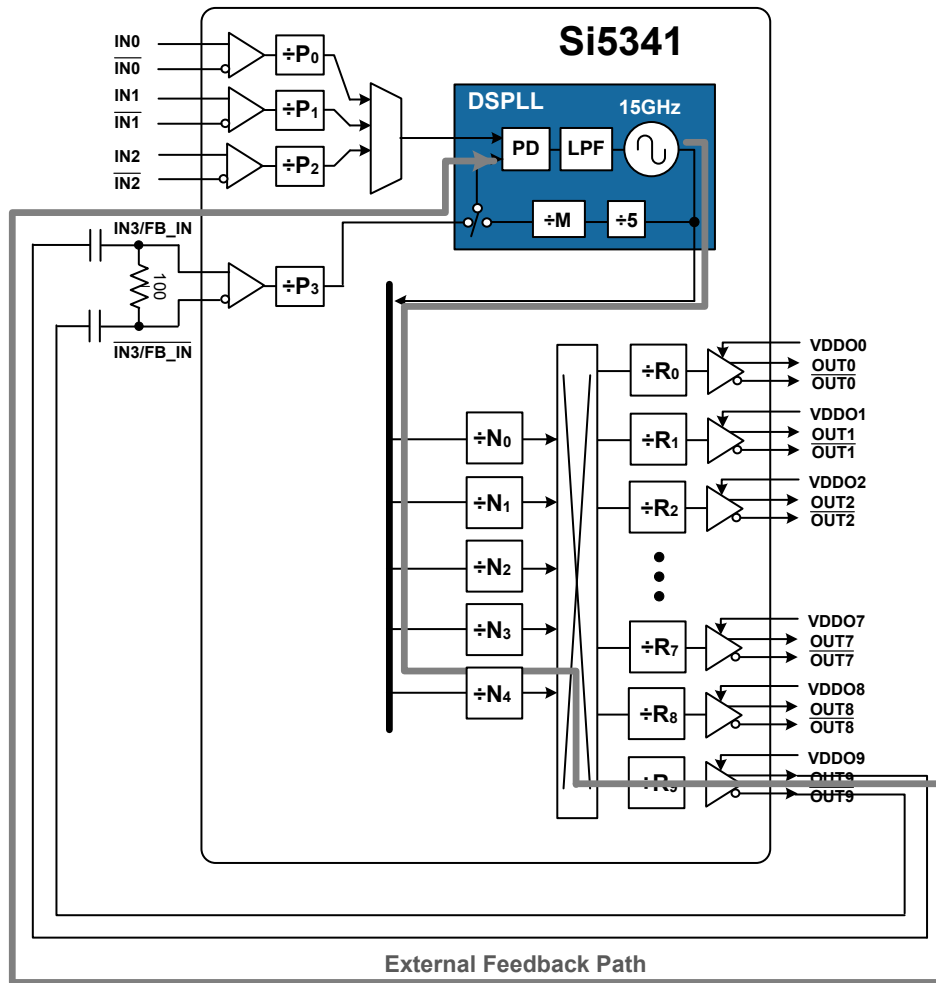 Si5341
IN0
IN0
÷P0
IN1
IN1
÷P1
IN2
IN2
÷P2
DSPLL
15GHz
PD
LPF
÷M
÷5
IN3/FB_IN
100
÷P3
IN3/FB_IN
÷N0
÷N1
÷N2
÷N3
÷N4
÷R0
VDDO0
OUT0
OUT0
÷R1
VDDO1
OUT1
OUT1
÷R2
VDDO2
OUT2
OUT2
÷R7
VDDO7
OUT7
OUT7
÷R8
VDDO8
OUT8
OUT8
÷R9
VDDO9
OUT9
OUT9
External Feedback Path